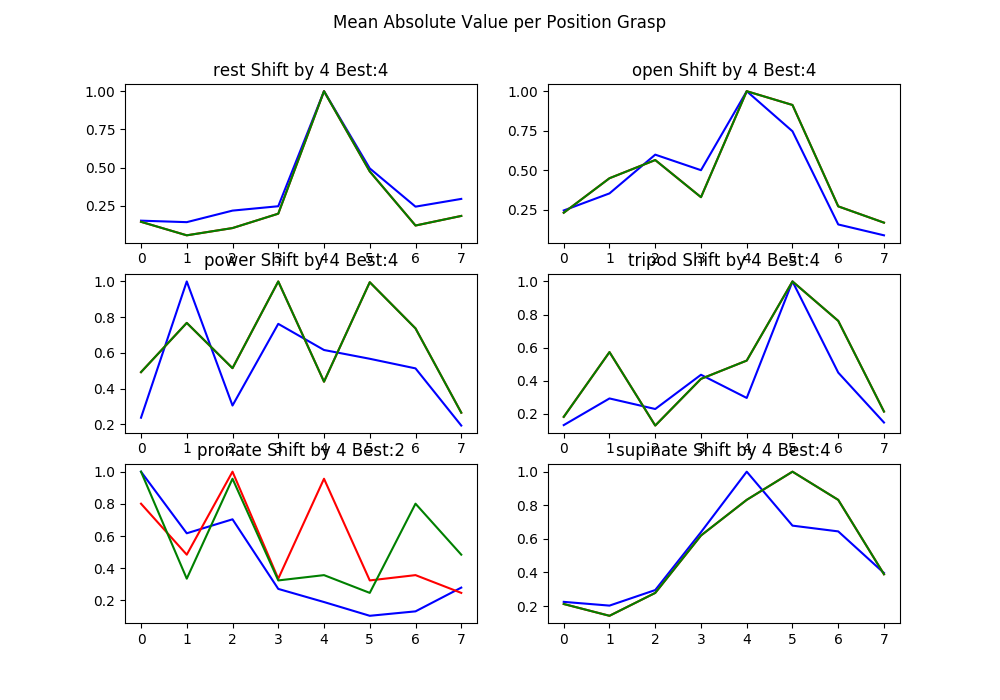 Mean Absolute Value per Position Grasp
rest Shift by 4 Best:4
1.00
0.75
0.50
0.25
0 1 2 3 4 5 6 7
open Shift by 4 Best:4
1.00
0.75
0.50
0.25
0 1 2 3 4 5 6 7
power Shift by 4 Best:4
1.0
0.8
0.6
0.4
0.2
0 1 2 3 4 5 6 7
tripod Shift by 4 Best:4
1.0
0.8
0.6
0.4
0.2
0 1 2 3 4 5 6 7
pronate Shift by 4 Best:2
1.0
0.8
0.6
0.4
0.2
0 1 2 3 4 5 6 7
supinate Shift by 4 Best:4
1.0
0.8
0.6
0.4
0.2
0 1 2 3 4 5 6 7